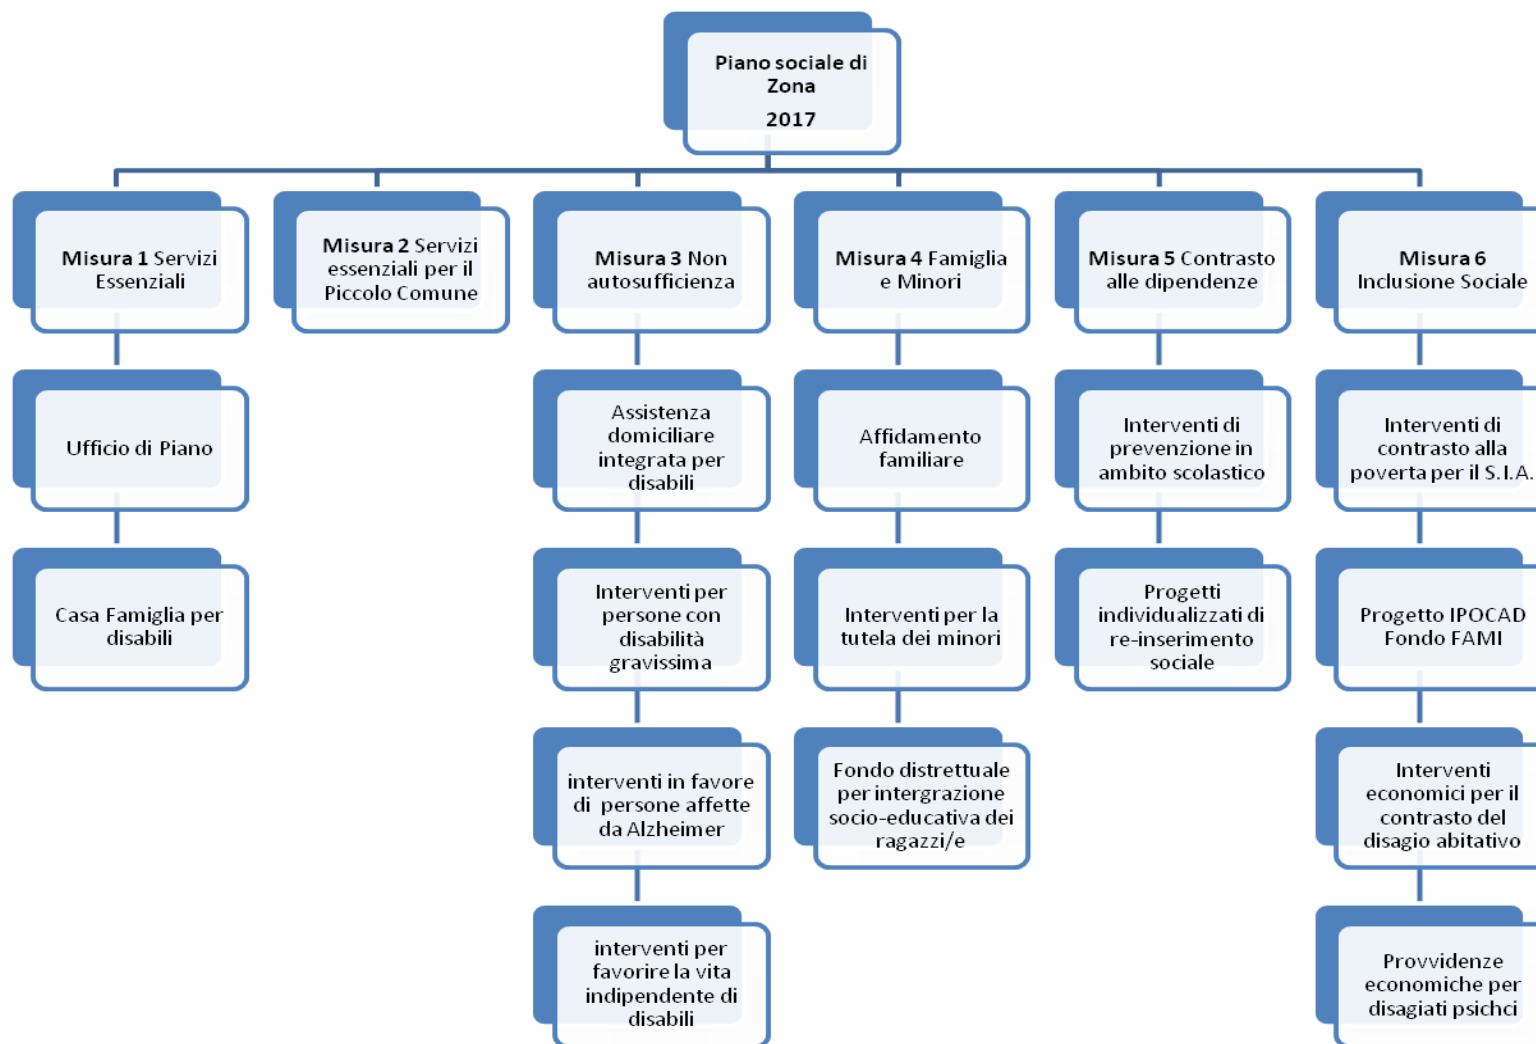 Piano sociale di
Zona
2017
Misura 1 Servizi
Essenziali
Misura 2 Servizi
essenziali per il
Piccolo Comune
Misura 3 Non
autosufficienza
Misura 4 Famiglia
e Minori
Misura 5 Contrasto
alle dipendenze
Misura 6
Inclusione Sociale
Ufficio di Piano
Assistenza
domiciliare
integrata per
disabili
Affidamento
familiare
Interventi di
prevenzione in
ambito scolastico
Interventi di
contrasto alla
poverta per il S.I.A.
Casa Famiglia per
disabili
Interventi per
persone con
disabilità
gravissima
Interventi per la
tutela dei minori
Progetti
individualizzati di
re-inserimento
sociale
Progetto IPOCAD
Fondo FAMI
interventi in favore
di persone affette
da Alzheimer
Fondo distrettuale
per intergrazione
socio-educativa dei
ragazzi/e
Interventi
economici per il
contrasto del
disagio abitativo
interventi per
favorire la vita
indipendente di
disabili
Provvidenze
economiche per
disagiati psichci